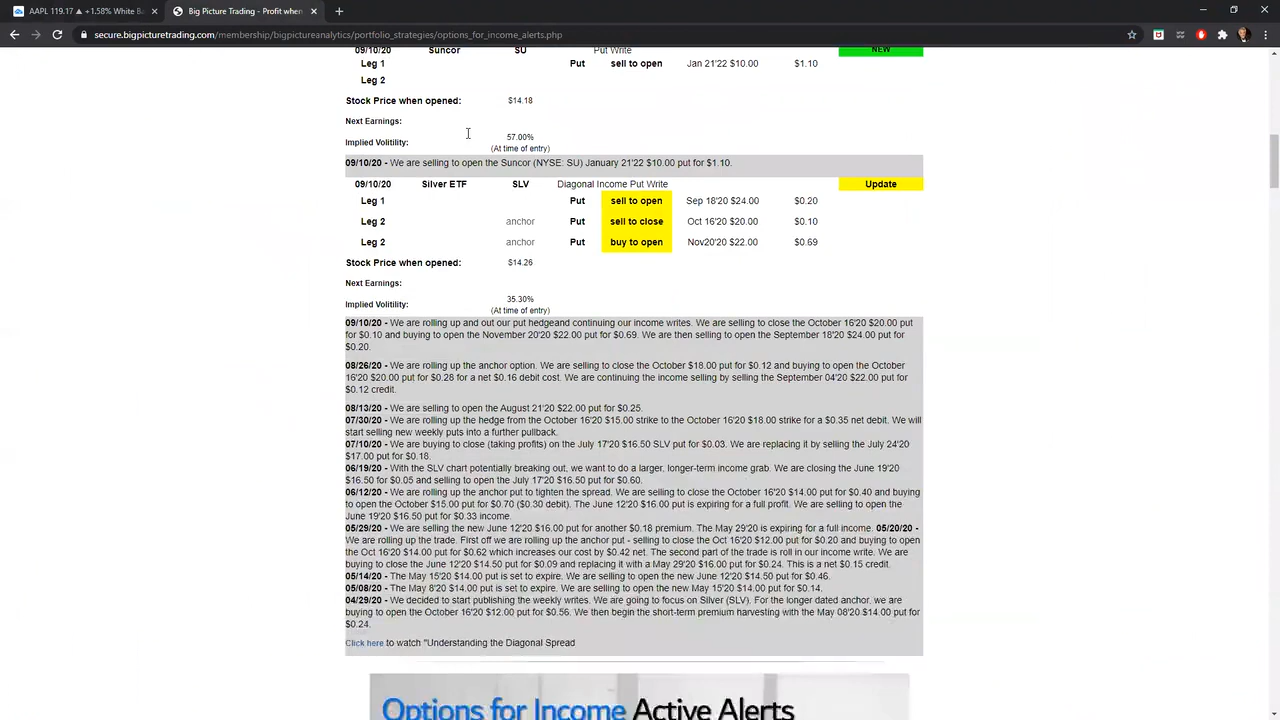 AAPL 119.17 ▲ +1.58% White Ba
Big Picture Trading - Profit when
secure.bigpicturetrading.com/membership/bigpictureanalytics/portfolio_strategies/options_for_income_alerts.php
09/10/20 Suncor SU Put Write NEW
Leg 1 Put sell to open Jan 21'22 $10.00 $1.10
Leg 2
Stock Price when opened: $14.18
Next Earnings:
Implied Volitility: 57.00%
(At time of entry)
09/10/20 - We are selling to open the Suncor (NYSE: SU) January 21'22 $10.00 put for $1.10.
09/10/20 Silver ETF SLV Diagonal Income Put Write Update
Leg 1 Put sell to open Sep 18'20 $24.00 $0.20
Leg 2 anchor Put sell to close Oct 16'20 $20.00 $0.10
Leg 2 anchor Put buy to open Nov20'20 $22.00 $0.69
Stock Price when opened: $14.26
Next Earnings:
Implied Volitility: 35.30%
(At time of entry)
09/10/20 - We are rolling up and out our put hedgeand continuing our income writes. We are selling to close the October 16'20 $20.00 put
for $0.10 and buying to open the November 20'20 $22.00 put for $0.69. We are then selling to open the September 18'20 $24.00 put for
$0.20.
08/26/20 - We are rolling up the anchor option. We are selling to close the October $18.00 put for $0.12 and buying to open the October
16'20 $20.00 put for $0.28 for a net $0.16 debit cost. We are continuing the income selling by selling the September 04'20 $22.00 put for
$0.12 credit.
08/13/20 - We are selling to open the August 21'20 $22.00 put for $0.25.
07/30/20 - We are rolling up the hedge from the October 16'20 $15.00 strike to the October 16'20 $18.00 strike for a $0.35 net debit. We will
start selling new weekly puts into a further pullback.
07/10/20 - We are buying to close (taking profits) on the July 17'20 $16.50 SLV put for $0.03. We are replacing it by selling the July 24'20
$17.00 put for $0.18.
06/19/20 - With the SLV chart potentially breaking out, we want to do a larger, longer-term income grab. We are closing the June 19'20
$16.50 for $0.05 and selling to open the July 17'20 $16.50 put for $0.60.
06/12/20 - We are rolling up the anchor put to tighten the spread. We are selling to close the October 16'20 $14.00 put for $0.40 and buying
to open the October $15.00 put for $0.70 ($0.30 debit). The June 12'20 $16.00 put is expiring for a full profit. We are selling to open the
June 19'20 $16.50 put for $0.33 income.
05/29/20 - We are selling the new June 12'20 $16.00 put for another $0.18 premium. The May 29'20 is expiring for a full income. 05/20/20 -
We are rolling up the trade. First off we are rolling up the anchor put - selling to close the Oct 16'20 $12.00 put for $0.20 and buying to open
the Oct 16'20 $14.00 put for $0.62 which increases our cost by $0.42 net. The second part of the trade is roll in our income write. We are
buying to close the June 12'20 $14.50 put for $0.09 and replacing it with a May 29'20 $16.00 put for $0.24. This is a net $0.15 credit.
05/14/20 - The May 15'20 $14.00 put is set to expire. We are selling to open the new June 12'20 $14.50 put for $0.46.
05/08/20 - The May 8'20 $14.00 put is set to expire. We are selling to open the new May 15'20 $14.00 put for $0.14.
04/29/20 - We decided to start publishing the weekly writes. We are going to focus on Silver (SLV). For the longer dated anchor, we are
buying to open the October 16'20 $12.00 put for $0.56. We then begin the short-term premium harvesting with the May 08'20 $14.00 put for
$0.24.
Click here to watch "Understanding the Diagonal Spread
Options for Income Active Alerts